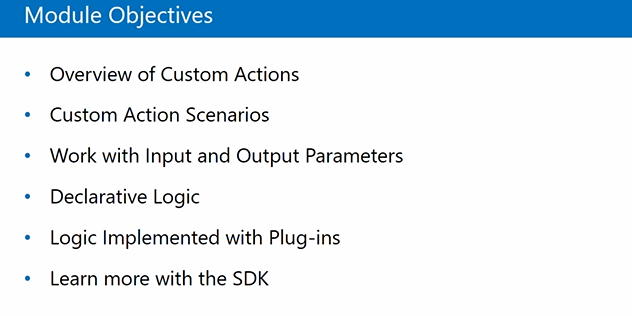 Module Objectives
• Overview of Custom Actions
• Custom Action Scenarios
• Work with Input and Output Parameters
• Declarative Logic
• Logic Implemented with Plug-ins
• Learn more with the SDK